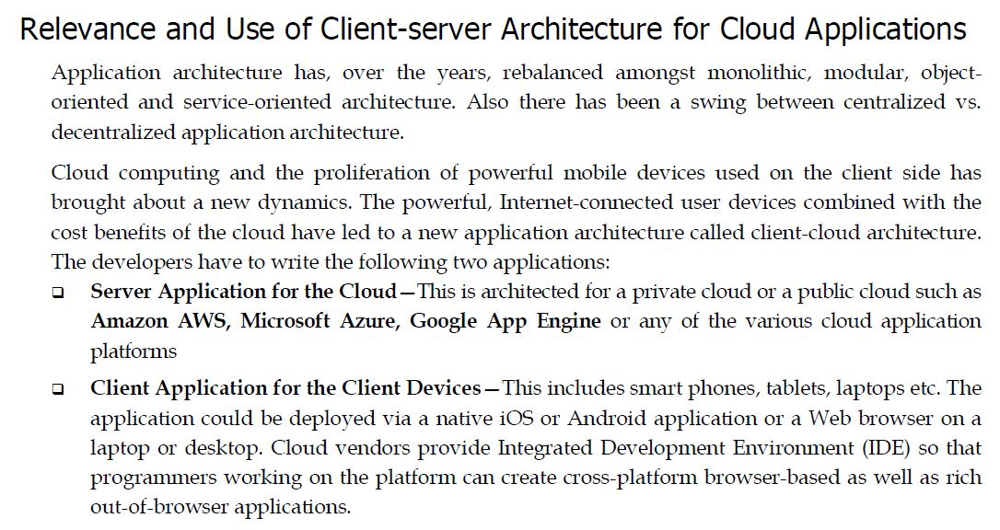 Relevance and Use of Client-server Architecture for Cloud Applications
Application architecture has, over the years, rebalanced amongst monolithic, modular, object-
oriented and service-oriented architecture. Also there has been a swing between centralized vs.
decentralized application architecture.
Cloud computing and the proliferation of powerful mobile devices used on the client side has
brought about a new dynamics. The powerful, Internet-connected user devices combined with the
cost benefits of the cloud have led to a new application architecture called client-cloud architecture.
The developers have to write the following two applications:
❑ Server Application for the Cloud—This is architected for a private cloud or a public cloud such as
Amazon AWS, Microsoft Azure, Google App Engine or any of the various cloud application
platforms
❑ Client Application for the Client Devices—This includes smart phones, tablets, laptops etc. The
application could be deployed via a native iOS or Android application or a Web browser on a
laptop or desktop. Cloud vendors provide Integrated Development Environment (IDE) so that
programmers working on the platform can create cross-platform browser-based as well as rich
out-of-browser applications.